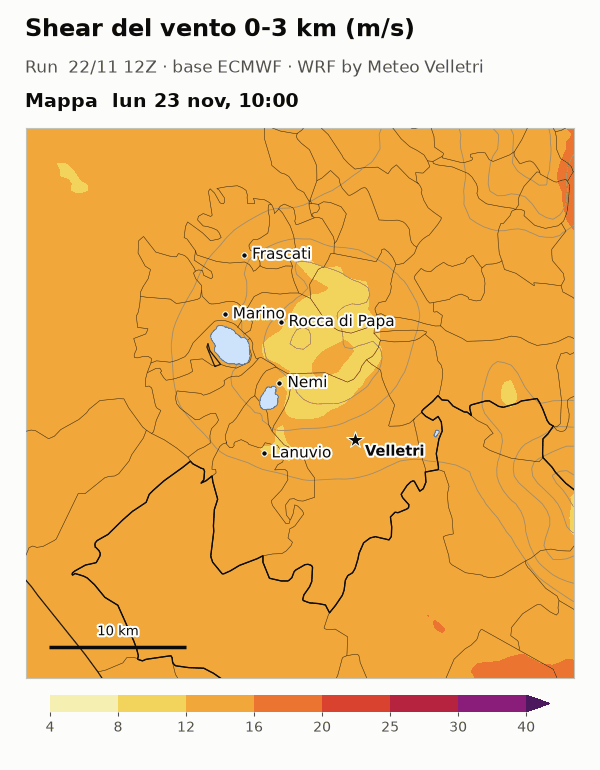 Shear del vento 0-3 km (m/s)
Run  22/11 12Z · base ECMWF · WRF by Meteo Velletri
Mappa  lun 23 nov, 10:00
Frascati
Marino
Rocca di Papa
Nemi
Velletri
Lanuvio
10 km
4 8 12 16 20 25 30 40